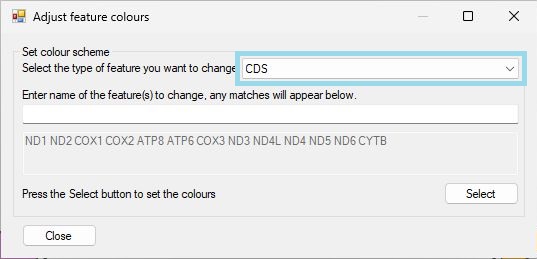 Adjust feature colours
Set colour scheme
Select the type of feature you want to change
CDS
Enter name of the feature(s) to change, any matches will appear below.
ND1 ND2 COX1 COX2 ATP8 ATP6 COX3 ND3 ND4L ND4 ND5 ND6 CYTB
Press the Select button to set the colours
Select
Close